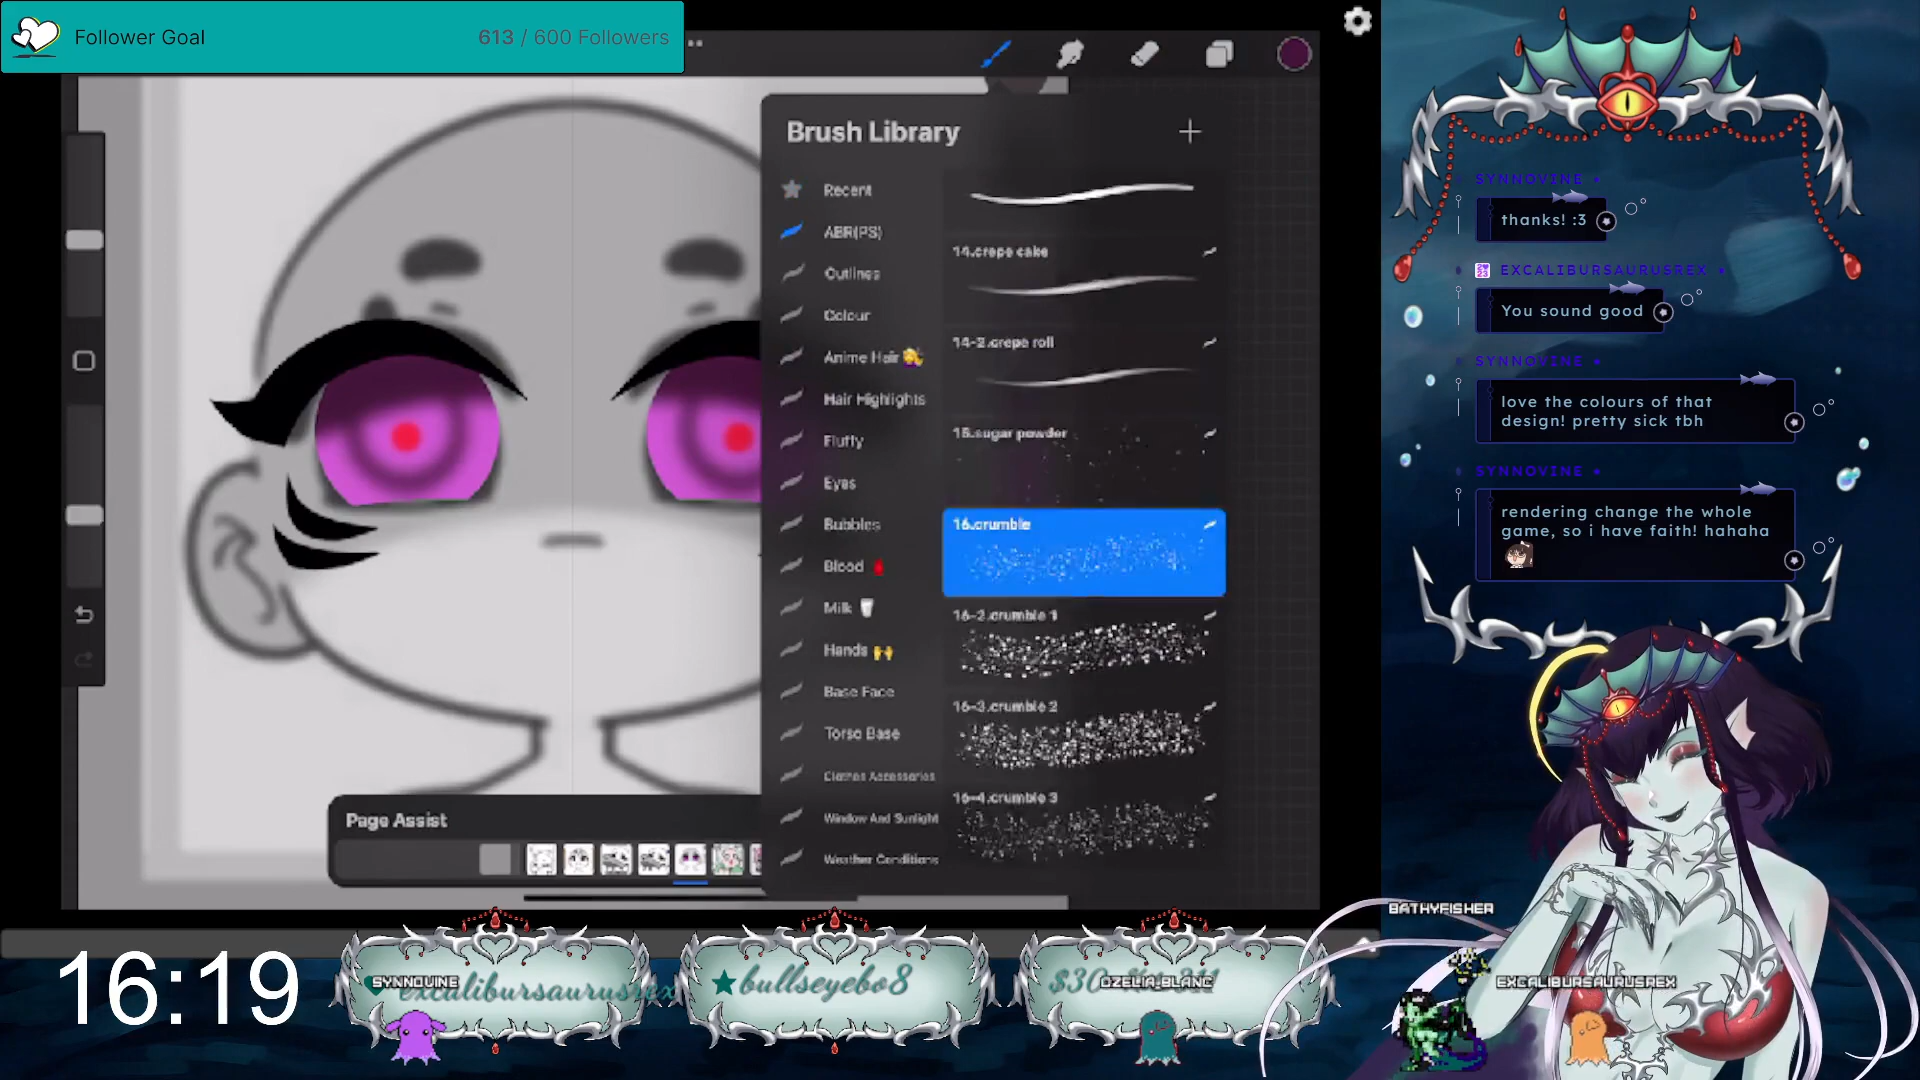 Follower Goal
613 / 600 Followers
Brush Library
Recent
ABR(PS)
Outlines
Colour
Anime Hair
Hair Highlights
Fluffy
Eyes
Bubbles
Blood
Milk
Hands
Base Face
Torso Base
Clothes Accessories
Window And Sunlight
Weather Conditions
14.crepe cake
14-2.crepe roll
15.sugar powder
16.crumble
16-2.crumble 1
16-3.crumble 2
16-4.crumble 3
Page Assist
SYNNOVINE
thanks! :3
EXCALIBURSAURUSREX
You sound good
SYNNOVINE
love the colours of that
design! pretty sick tbh
SYNNOVINE
rendering change the whole
game, so i have faith! hahaha
16:19
SYNNOVINE
excalibursaurusrex
bullseyebo8
OZELIA_BLANC
BATHYFISHER
EXCALIBURSAURUSREX